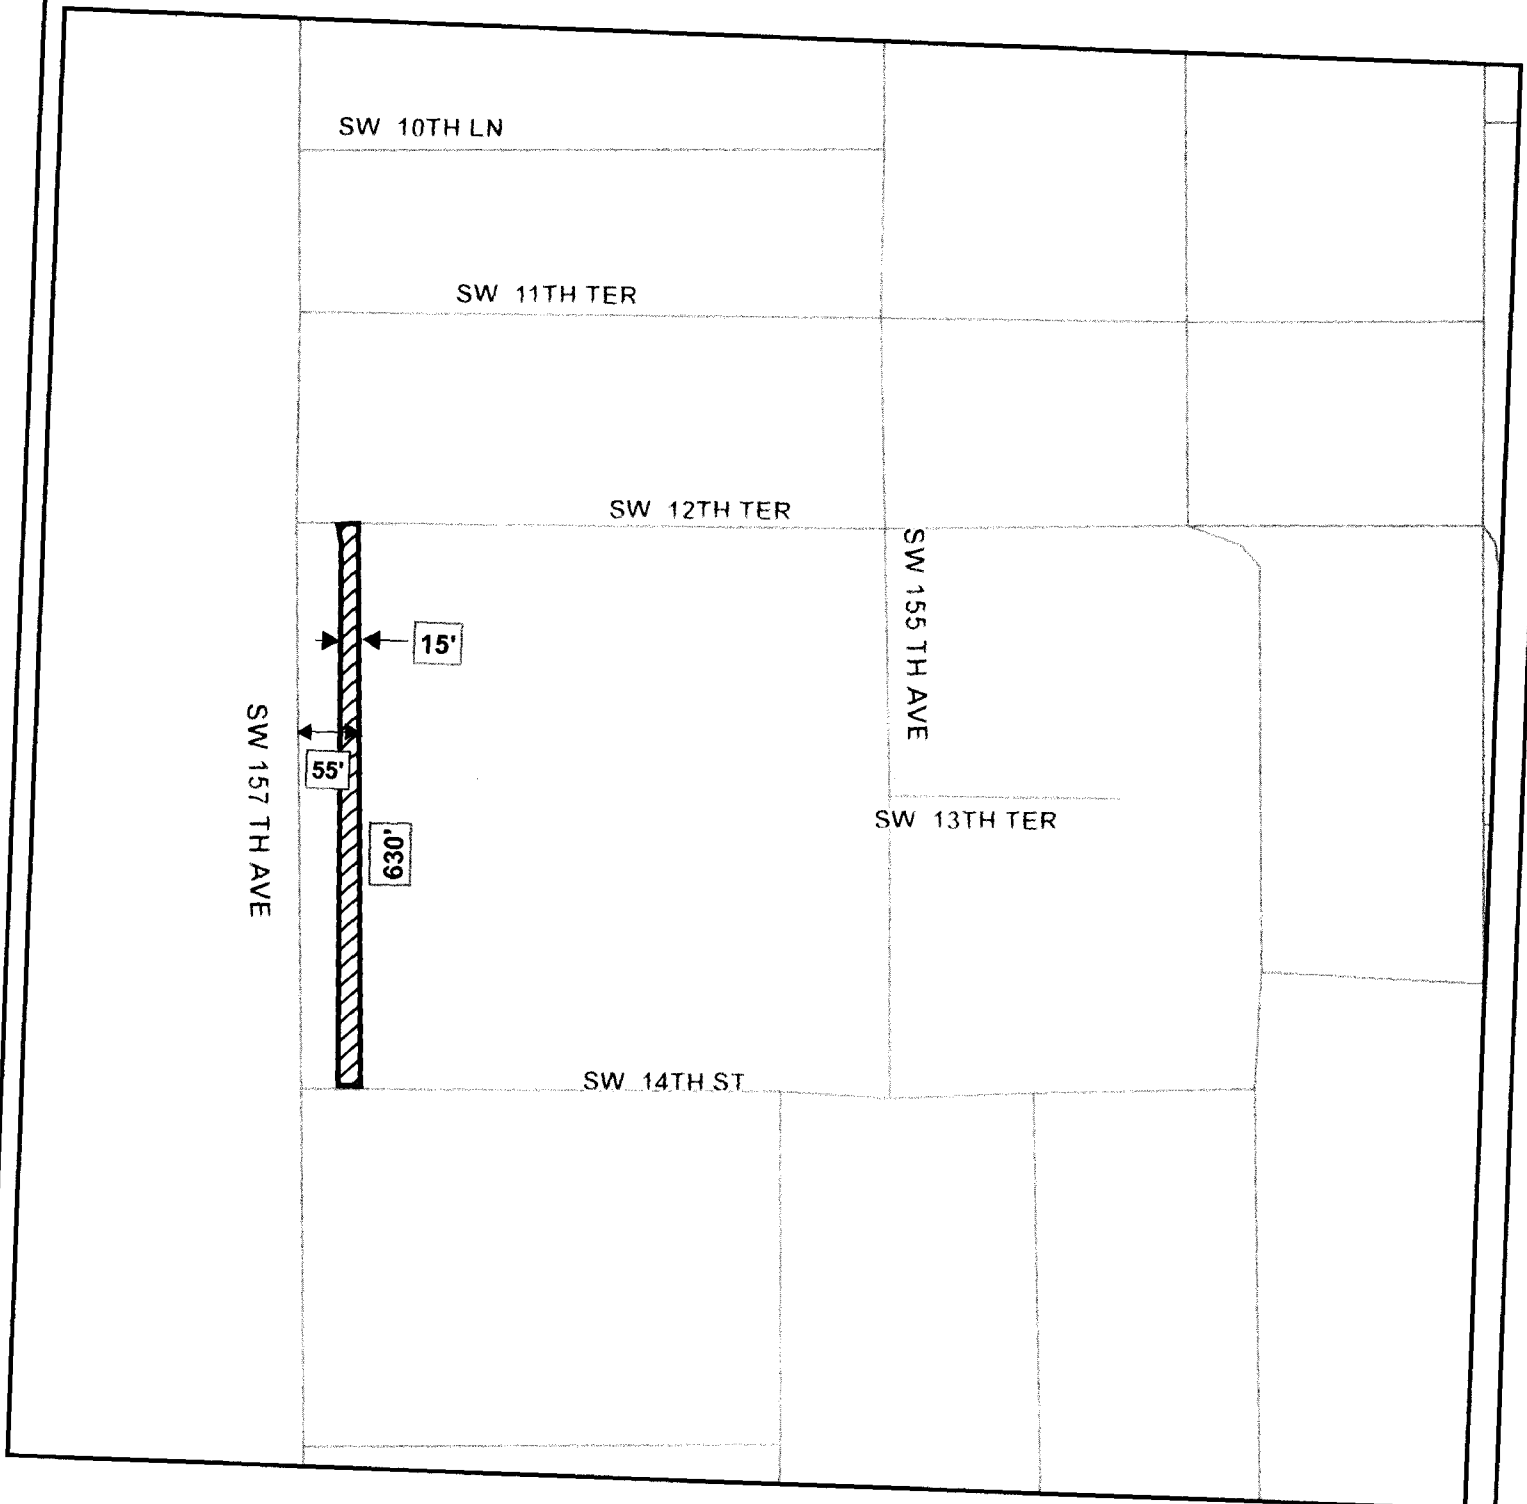 SW 10TH LN
SW 11TH TER
SW 12TH TER
SW 155 TH AVE
15'
SW 157 TH AVE
55'
SW 13TH TER
630'
SW 14TH ST